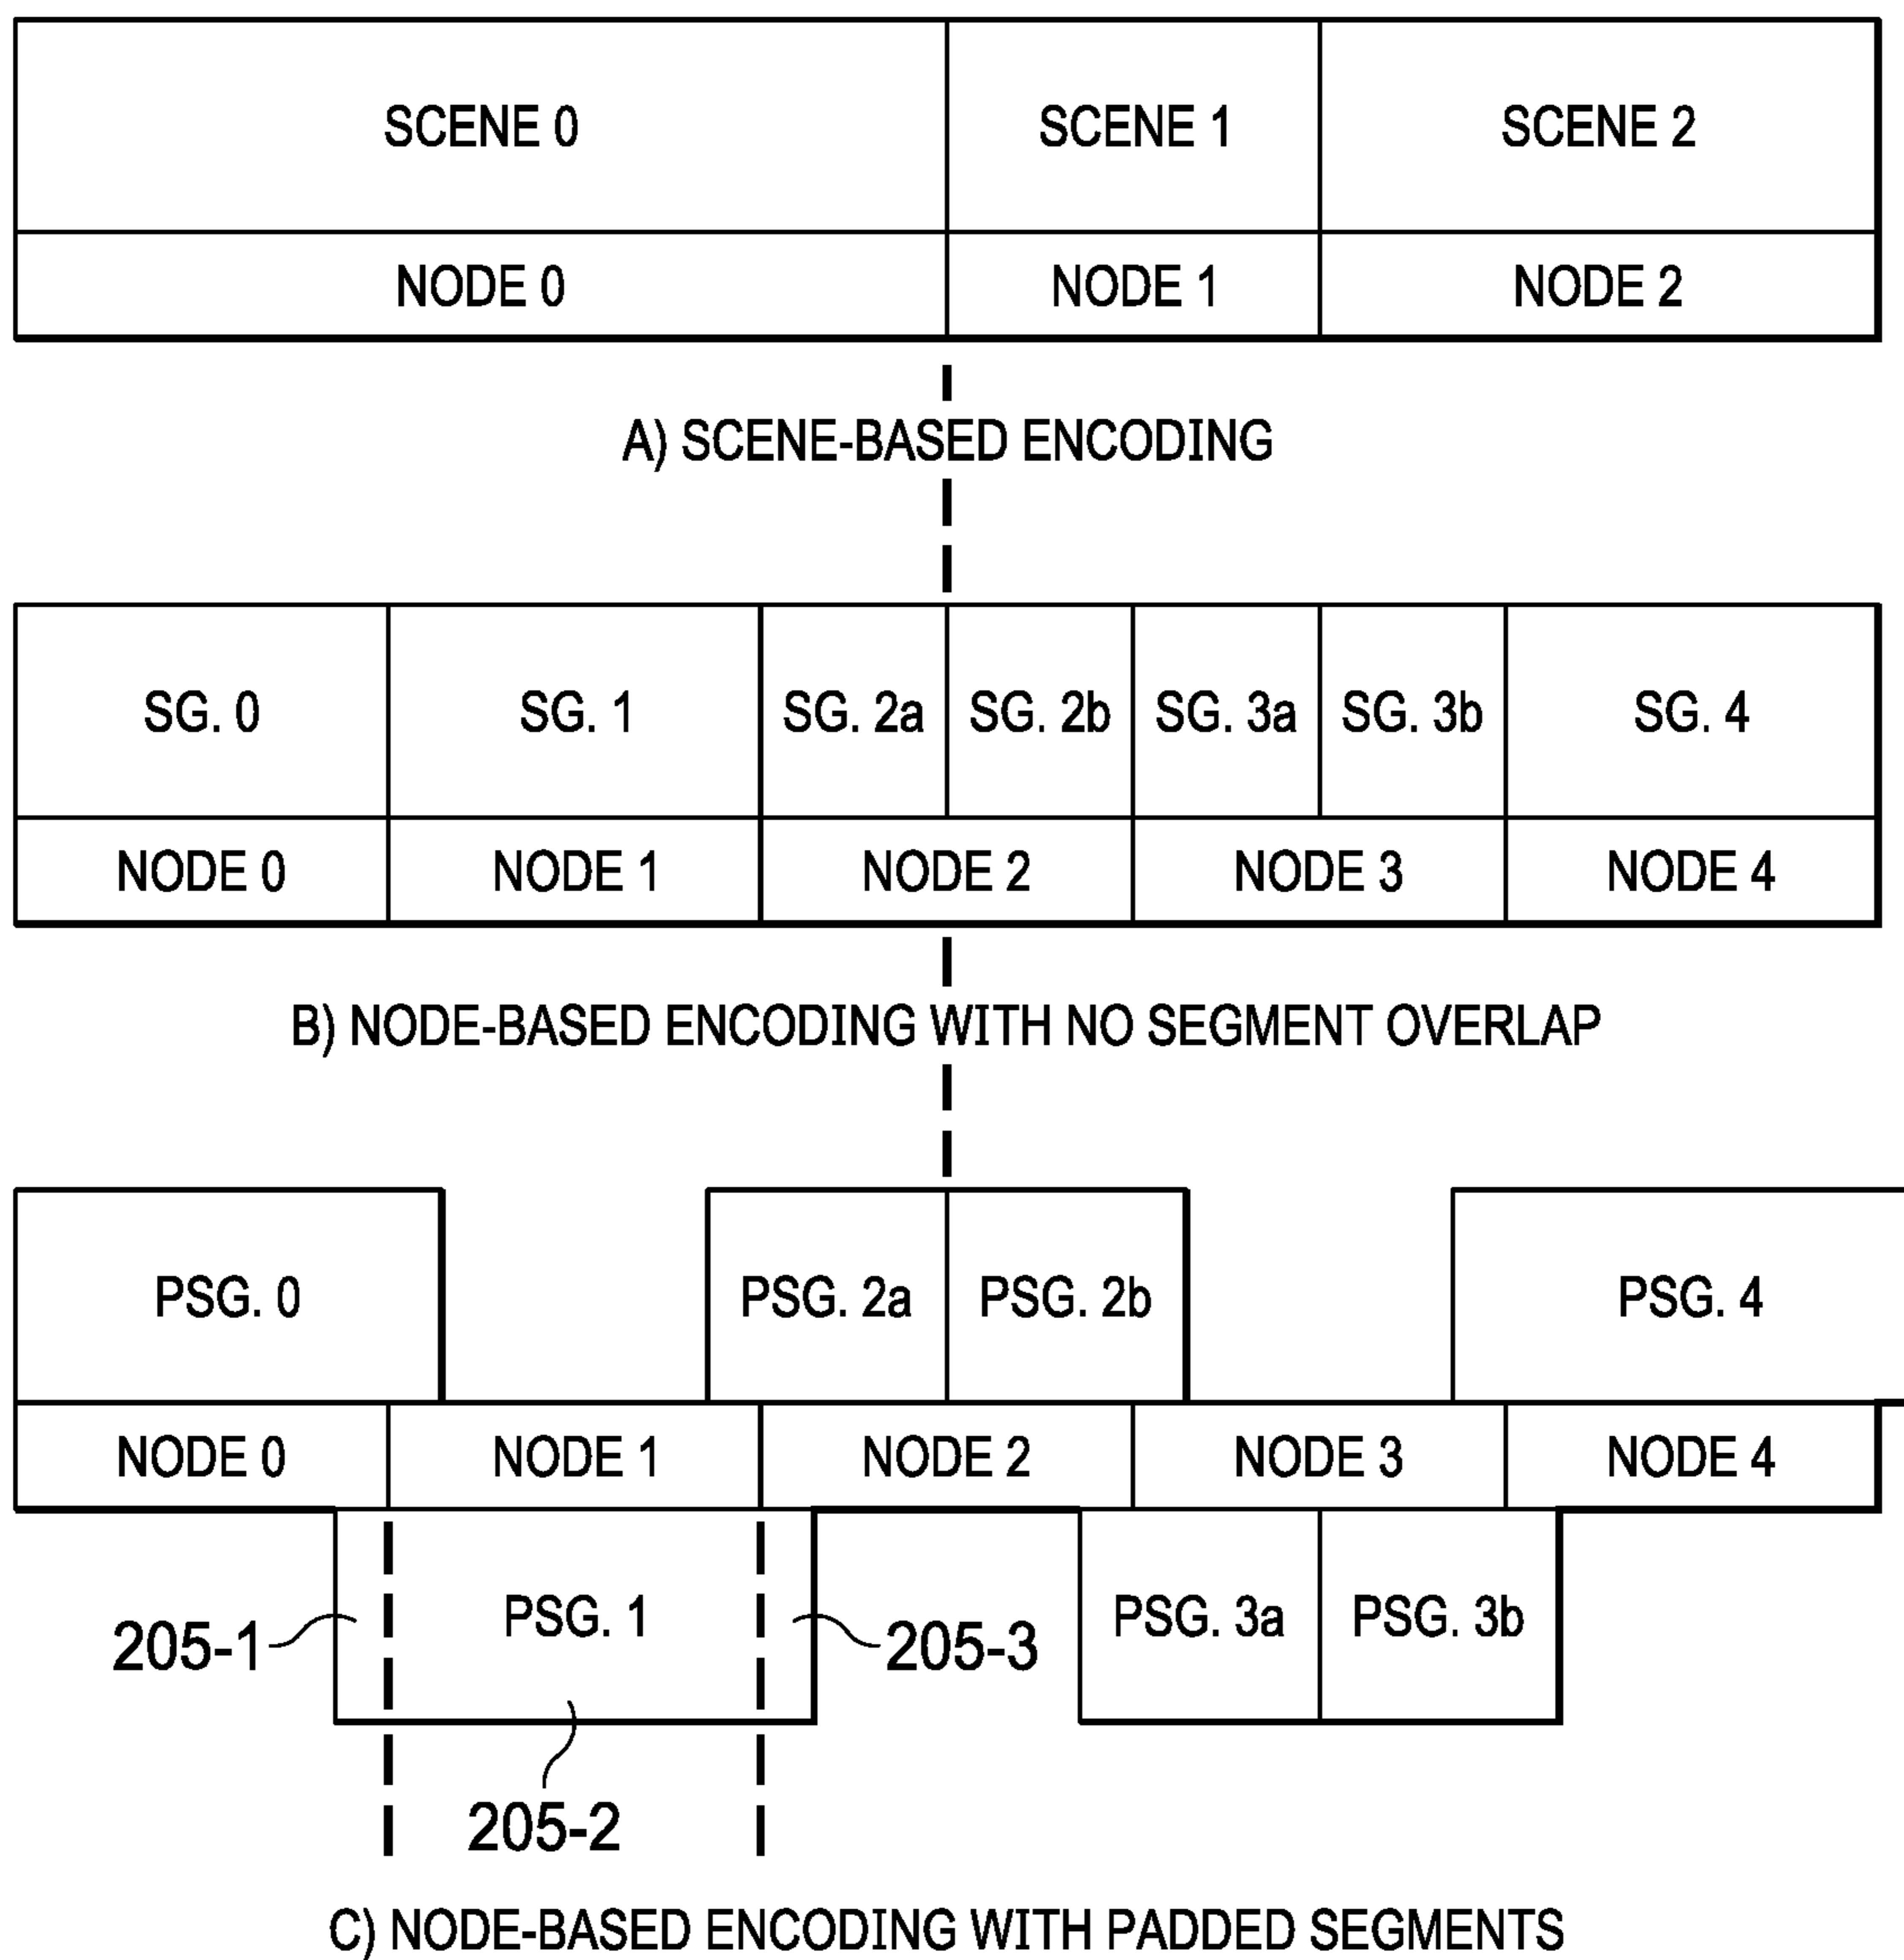 SCENE 0 SCENE 1 SCENE 2
NODE 0 NODE 1 NODE 2
A) SCENE-BASED ENCODING
SG. 0 SG. 1 SG. 2a SG. 2b SG. 3a SG. 3b SG. 4
NODE 0 NODE 1 NODE 2 NODE 3 NODE 4
B) NODE-BASED ENCODING WITH NO SEGMENT OVERLAP
PSG. 0 PSG. 2a PSG. 2b PSG. 4
NODE 0 NODE 1 NODE 2 NODE 3 NODE 4
PSG. 1 PSG. 3a PSG. 3b
205-1 205-3
205-2
C) NODE-BASED ENCODING WITH PADDED SEGMENTS